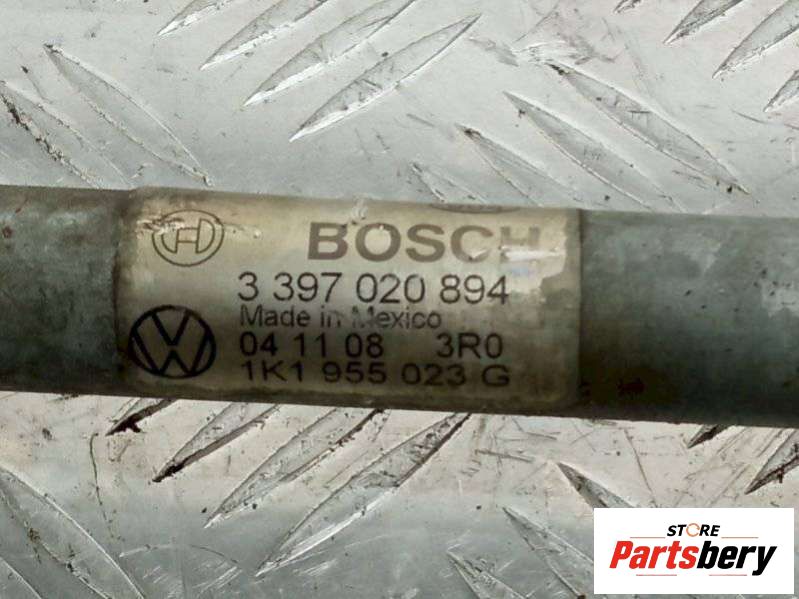 BOSCH
3 397 020 894
Made in Mexico
04 11 08 3R0
1K1 955 023 G
STORE
Partsbery